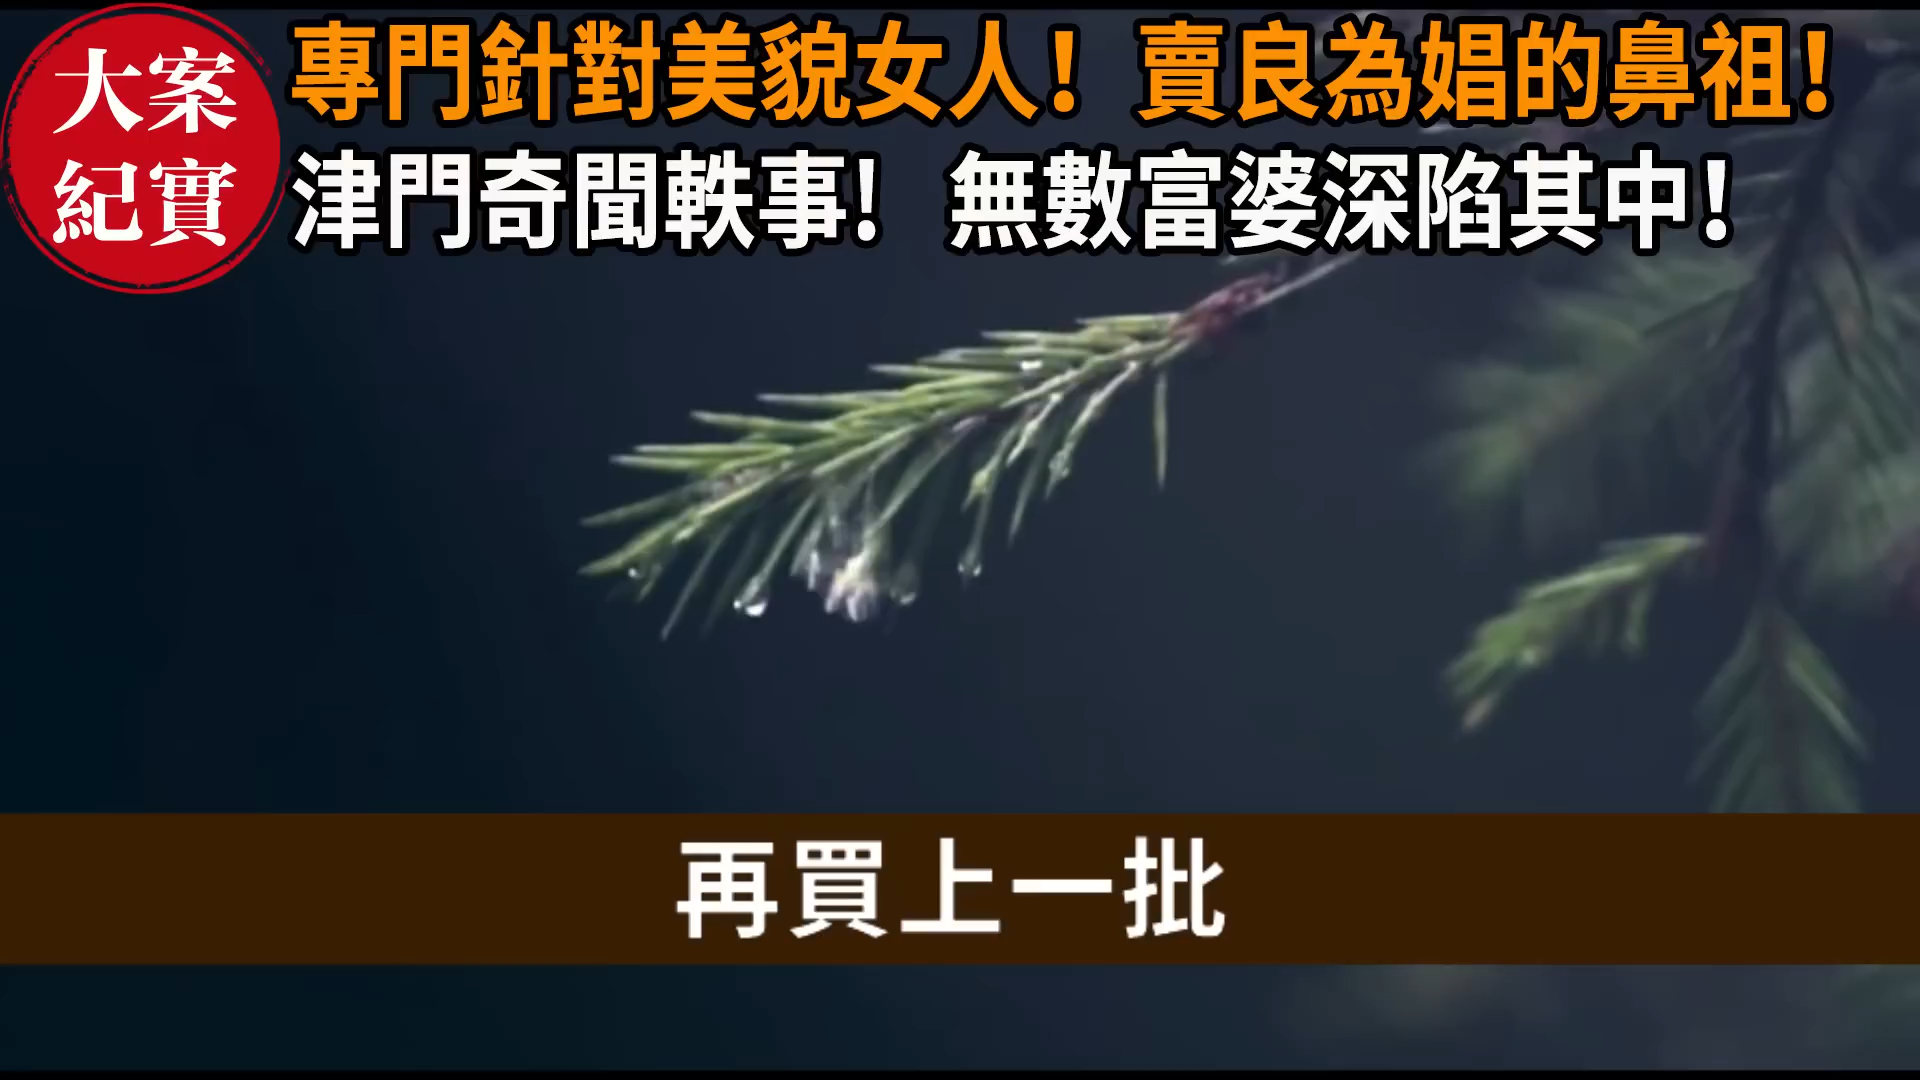 大案
紀實
專門針對美貌女人！賣良為娼的鼻祖！
津門奇聞軼事！ 無數富婆深陷其中！
再買上一批